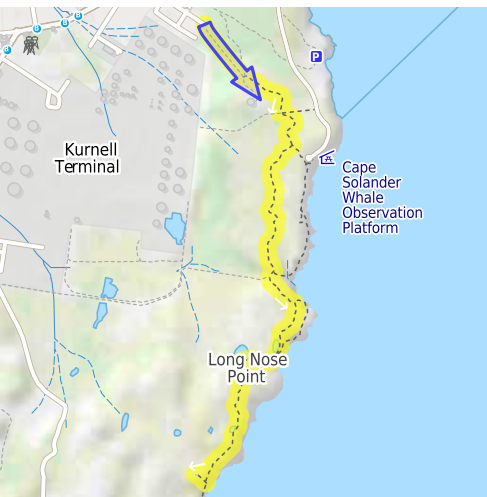 P
Kurnell
Terminal
Cape
Solander
Whale
Observation
Platform
Long Nose
Point